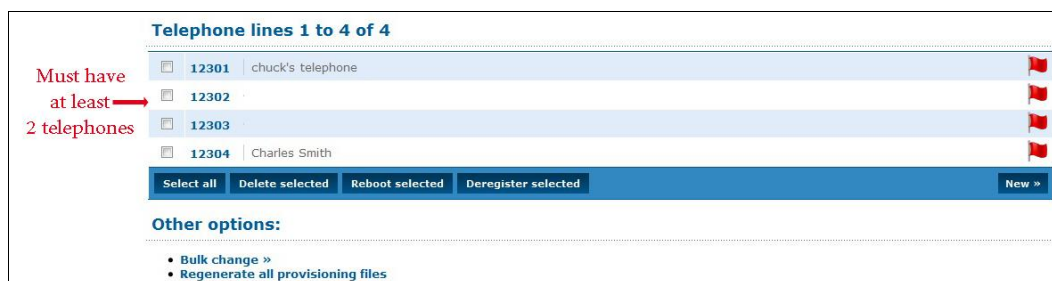 Telephone lines 1 to 4 of 4
Must have
at least
2 telephones
12301 chuck's telephone
12302
12303
12304 Charles Smith
Select all Delete selected Reboot selected Deregister selected New »
Other options:
• Bulk change »
• Regenerate all provisioning files